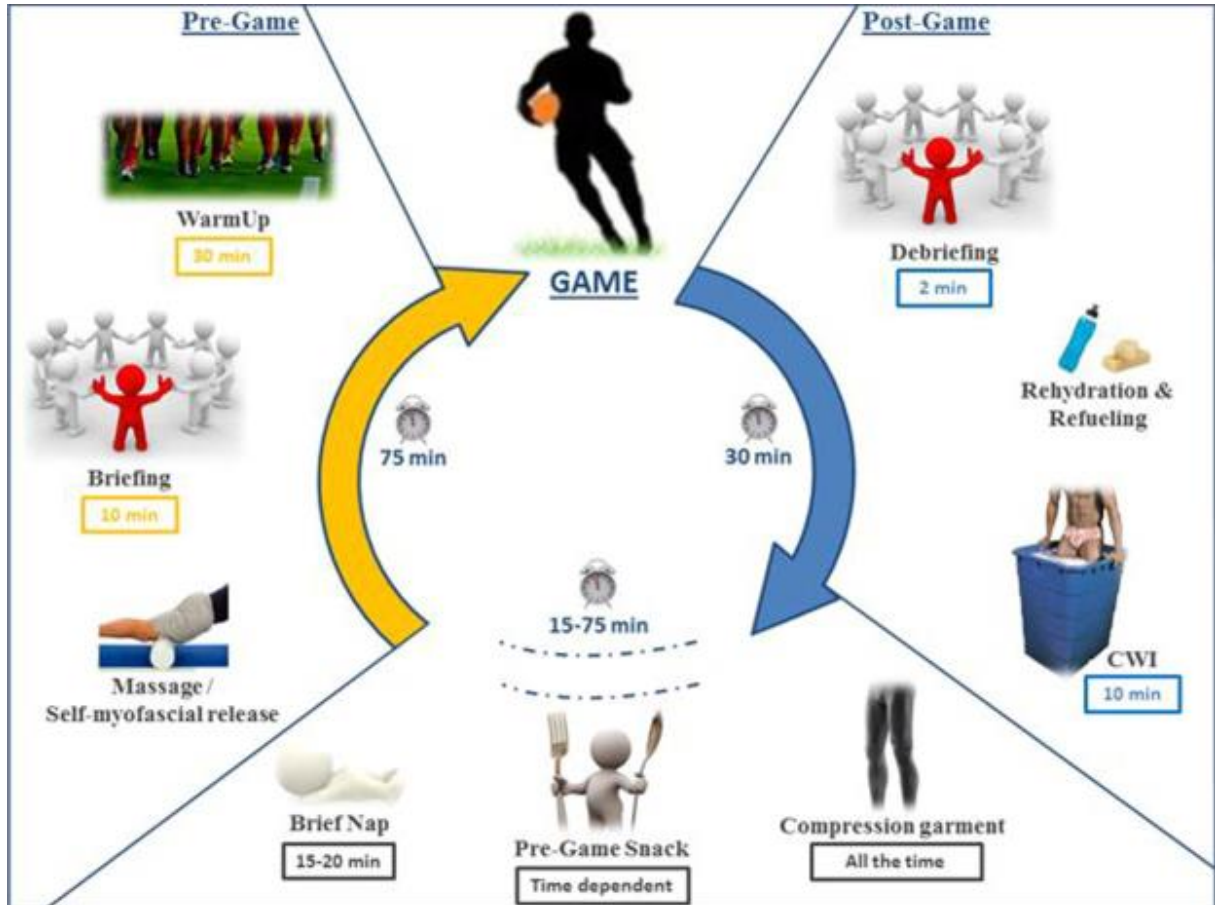 Pre-Game
Post-Game
WarmUp
30 min
Briefing
10 min
Massage /
Self-myofascial release
75 min
GAME
30 min
15-75 min
Debriefing
2 min
Rehydration &
Refueling
CWI
10 min
Brief Nap
15-20 min
Pre-Game Snack
Time dependent
Compression garment
All the time